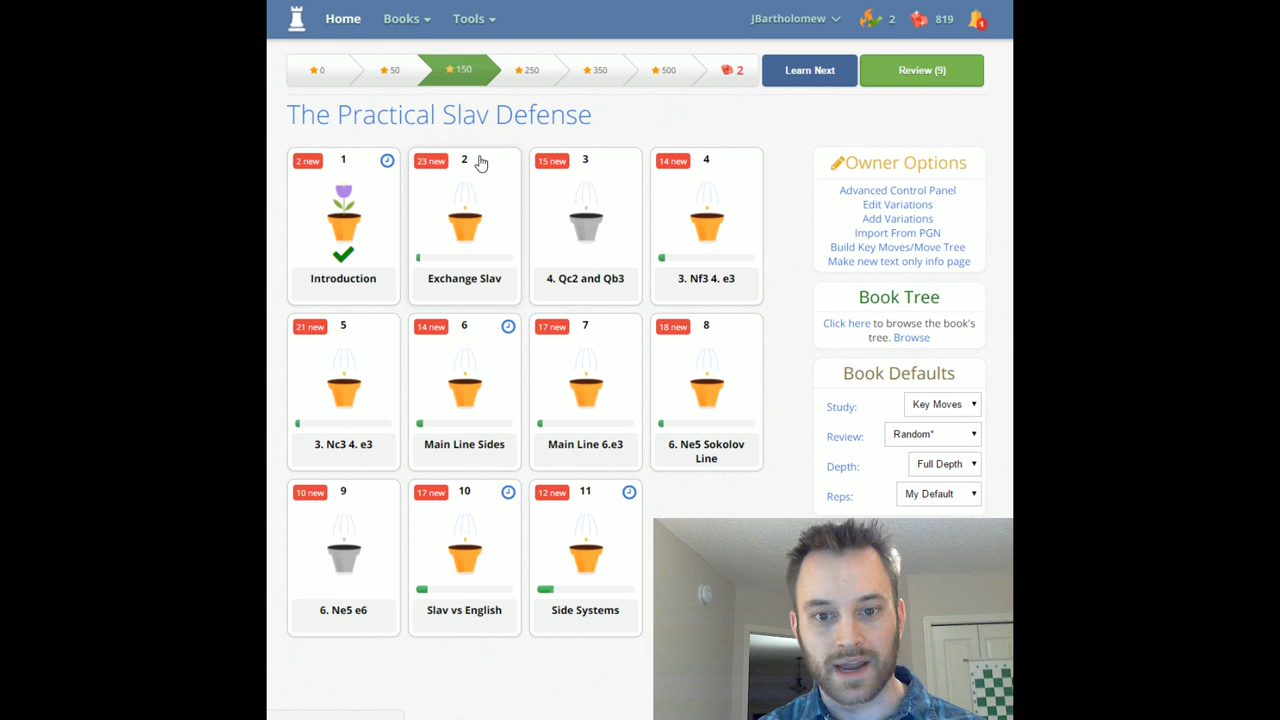 Home Books Tools JBartholomew 2 819 1
0 50 150 250 350 500 2 Learn Next Review (9)
The Practical Slav Defense
2 new 1
Introduction
23 new 2
Exchange Slav
15 new 3
4. Qc2 and Qb3
14 new 4
3. Nf3 4. e3
21 new 5
3. Nc3 4. e3
14 new 6
Main Line Sides
17 new 7
Main Line 6.e3
18 new 8
6. Ne5 Sokolov
Line
10 new 9
6. Ne5 e6
17 new 10
Slav vs English
12 new 11
Side Systems
Owner Options
Advanced Control Panel
Edit Variations
Add Variations
Import From PGN
Build Key Moves/Move Tree
Make new text only info page
Book Tree
Click here to browse the book's
tree. Browse
Book Defaults
Study: Key Moves
Review: Random*
Depth: Full Depth
Reps: My Default